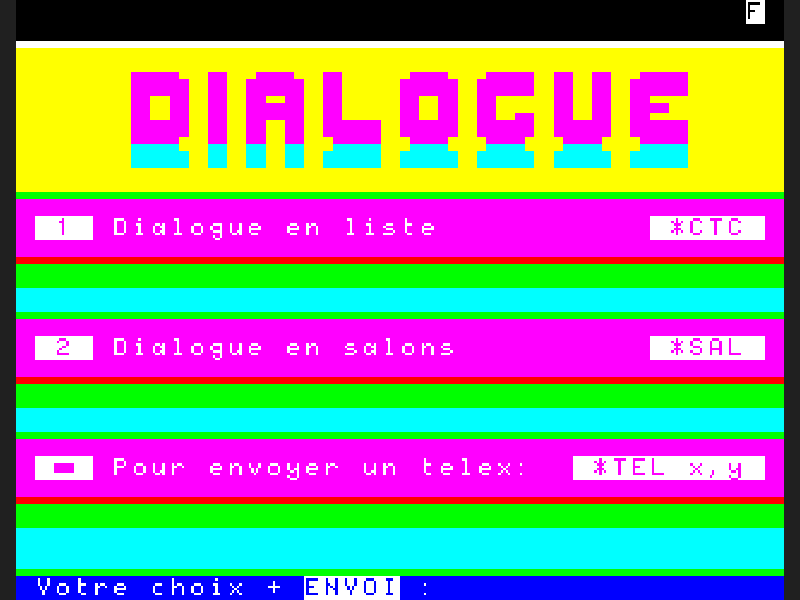 F
DIALOGUE
1 Dialogue en liste *CTC
2 Dialogue en salons *SAL
Pour envoyer un telex: *TEL x,y
Votre choix + ENVOI :